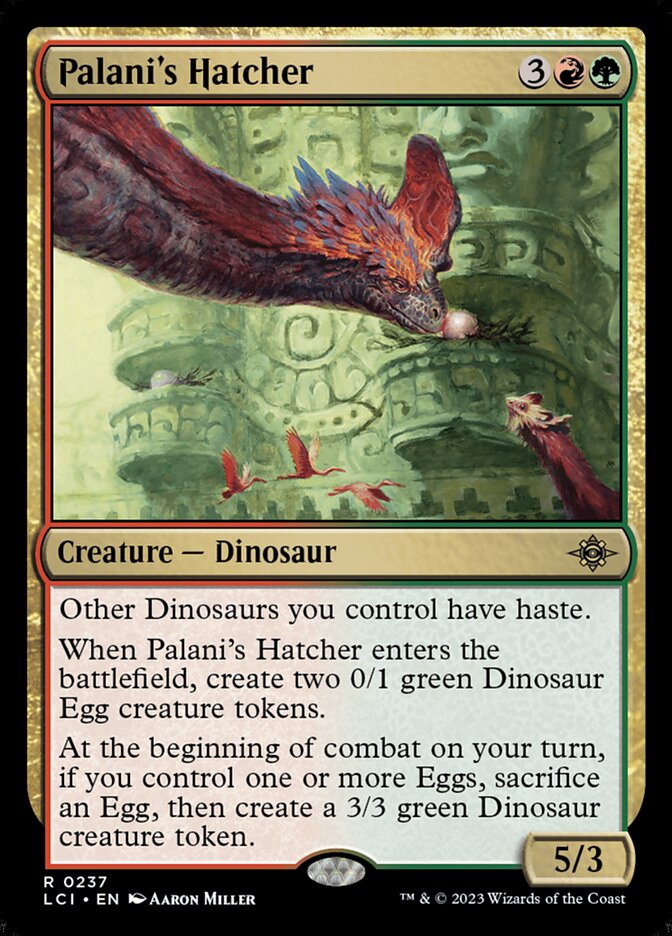 Palani's Hatcher 3
Creature — Dinosaur
Other Dinosaurs you control have haste.
When Palani's Hatcher enters the
battlefield, create two 0/1 green Dinosaur
Egg creature tokens.
At the beginning of combat on your turn,
if you control one or more Eggs, sacrifice
an Egg, then create a 3/3 green Dinosaur
creature token.
5/3
R 0237
LCI • EN Aaron Miller ™ & © 2023 Wizards of the Coast